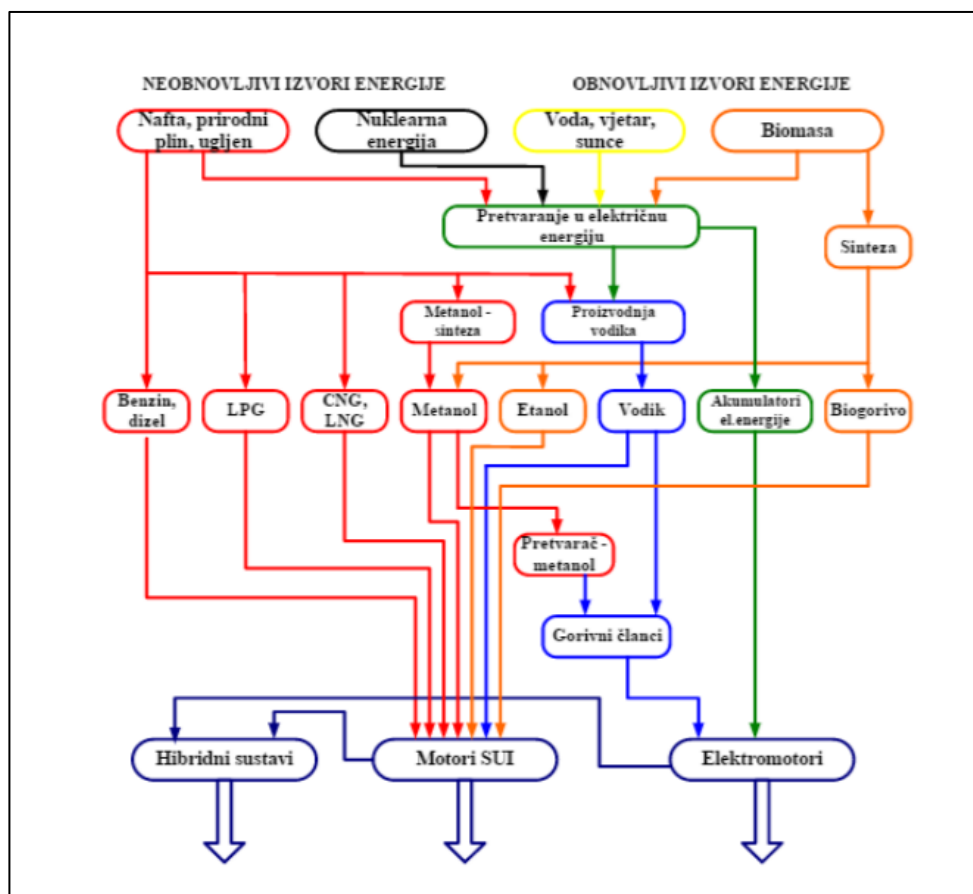 NEOBNOVLJIVI IZVORI ENERGIJE
OBNOVLJIVI IZVORI ENERGIJE
Nafta, prirodni
plin, ugljen
Nuklearna
energija
Voda, vjetar,
sunce
Biomasa
Pretvaranje u električnu
energiju
Sinteza
Metanol -
sinteza
Proizvodnja
vodika
Benzin,
dizel
LPG
CNG,
LNG
Metanol
Etanol
Vodik
Akumulatori
el.energije
Biogorivo
Pretvarač -
metanol
Gorivni članci
Hibridni sustavi
Motori SUI
Elektromotori